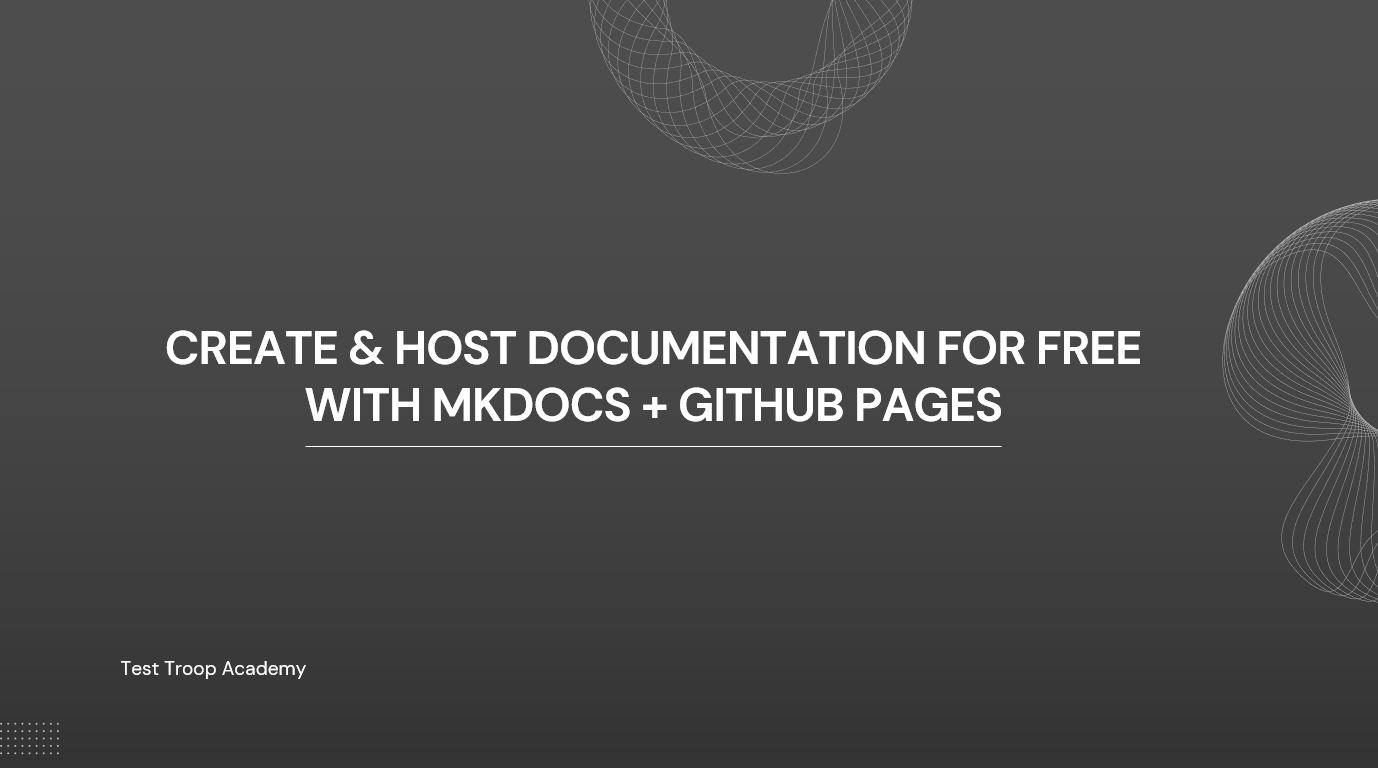 CREATE & HOST DOCUMENTATION FOR FREE
WITH MKDOCS + GITHUB PAGES
Test Troop Academy